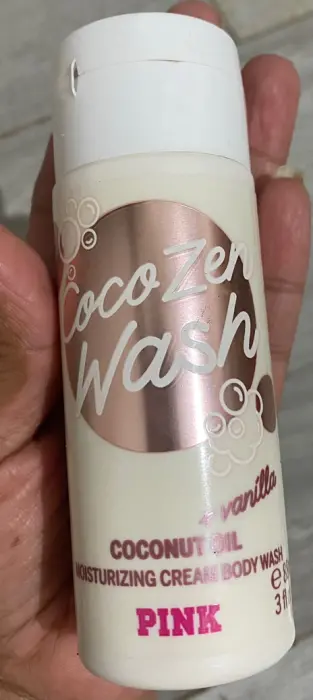 Coco Zen
Wash
+ vanilla
COCONUT OIL
MOISTURIZING CREAM BODY WASH
3 fl
PINK